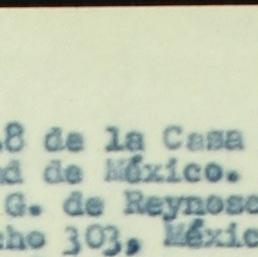 .8 de la Casa
d de México.
G. de Reynoso
cho 303, Méxic